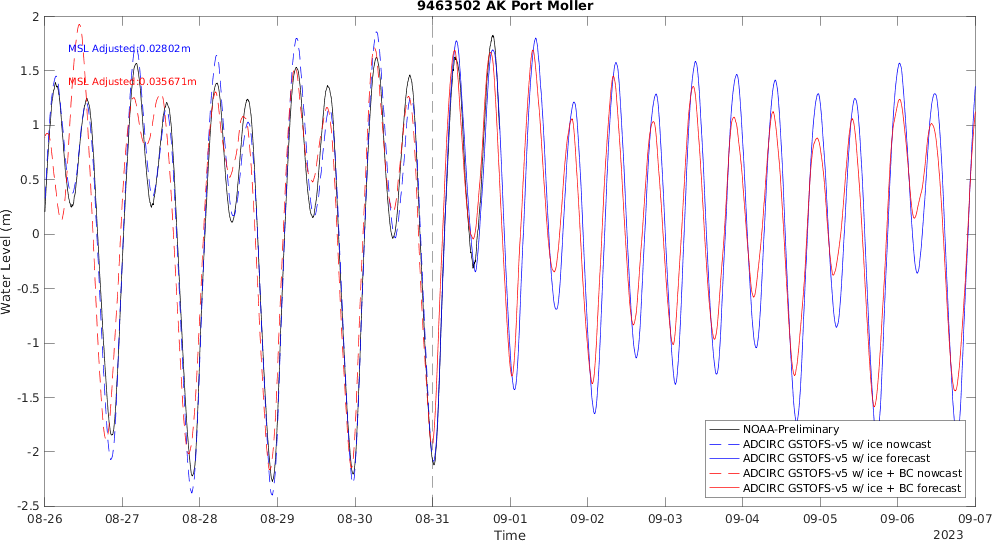 9463502 AK Port Moller
2
1.5
1
0.5
0
-0.5
-1
-1.5
-2
-2.5
Water Level (m)
MSL Adjusted:0.02802m
MSL Adjusted:0.035671m
NOAA-Preliminary
ADCIRC GSTOFS-v5 w/ ice nowcast
ADCIRC GSTOFS-v5 w/ ice forecast
ADCIRC GSTOFS-v5 w/ ice + BC nowcast
ADCIRC GSTOFS-v5 w/ ice + BC forecast
08-26 08-27 08-28 08-29 08-30 08-31 09-01 09-02 09-03 09-04 09-05 09-06 09-07
Time
2023